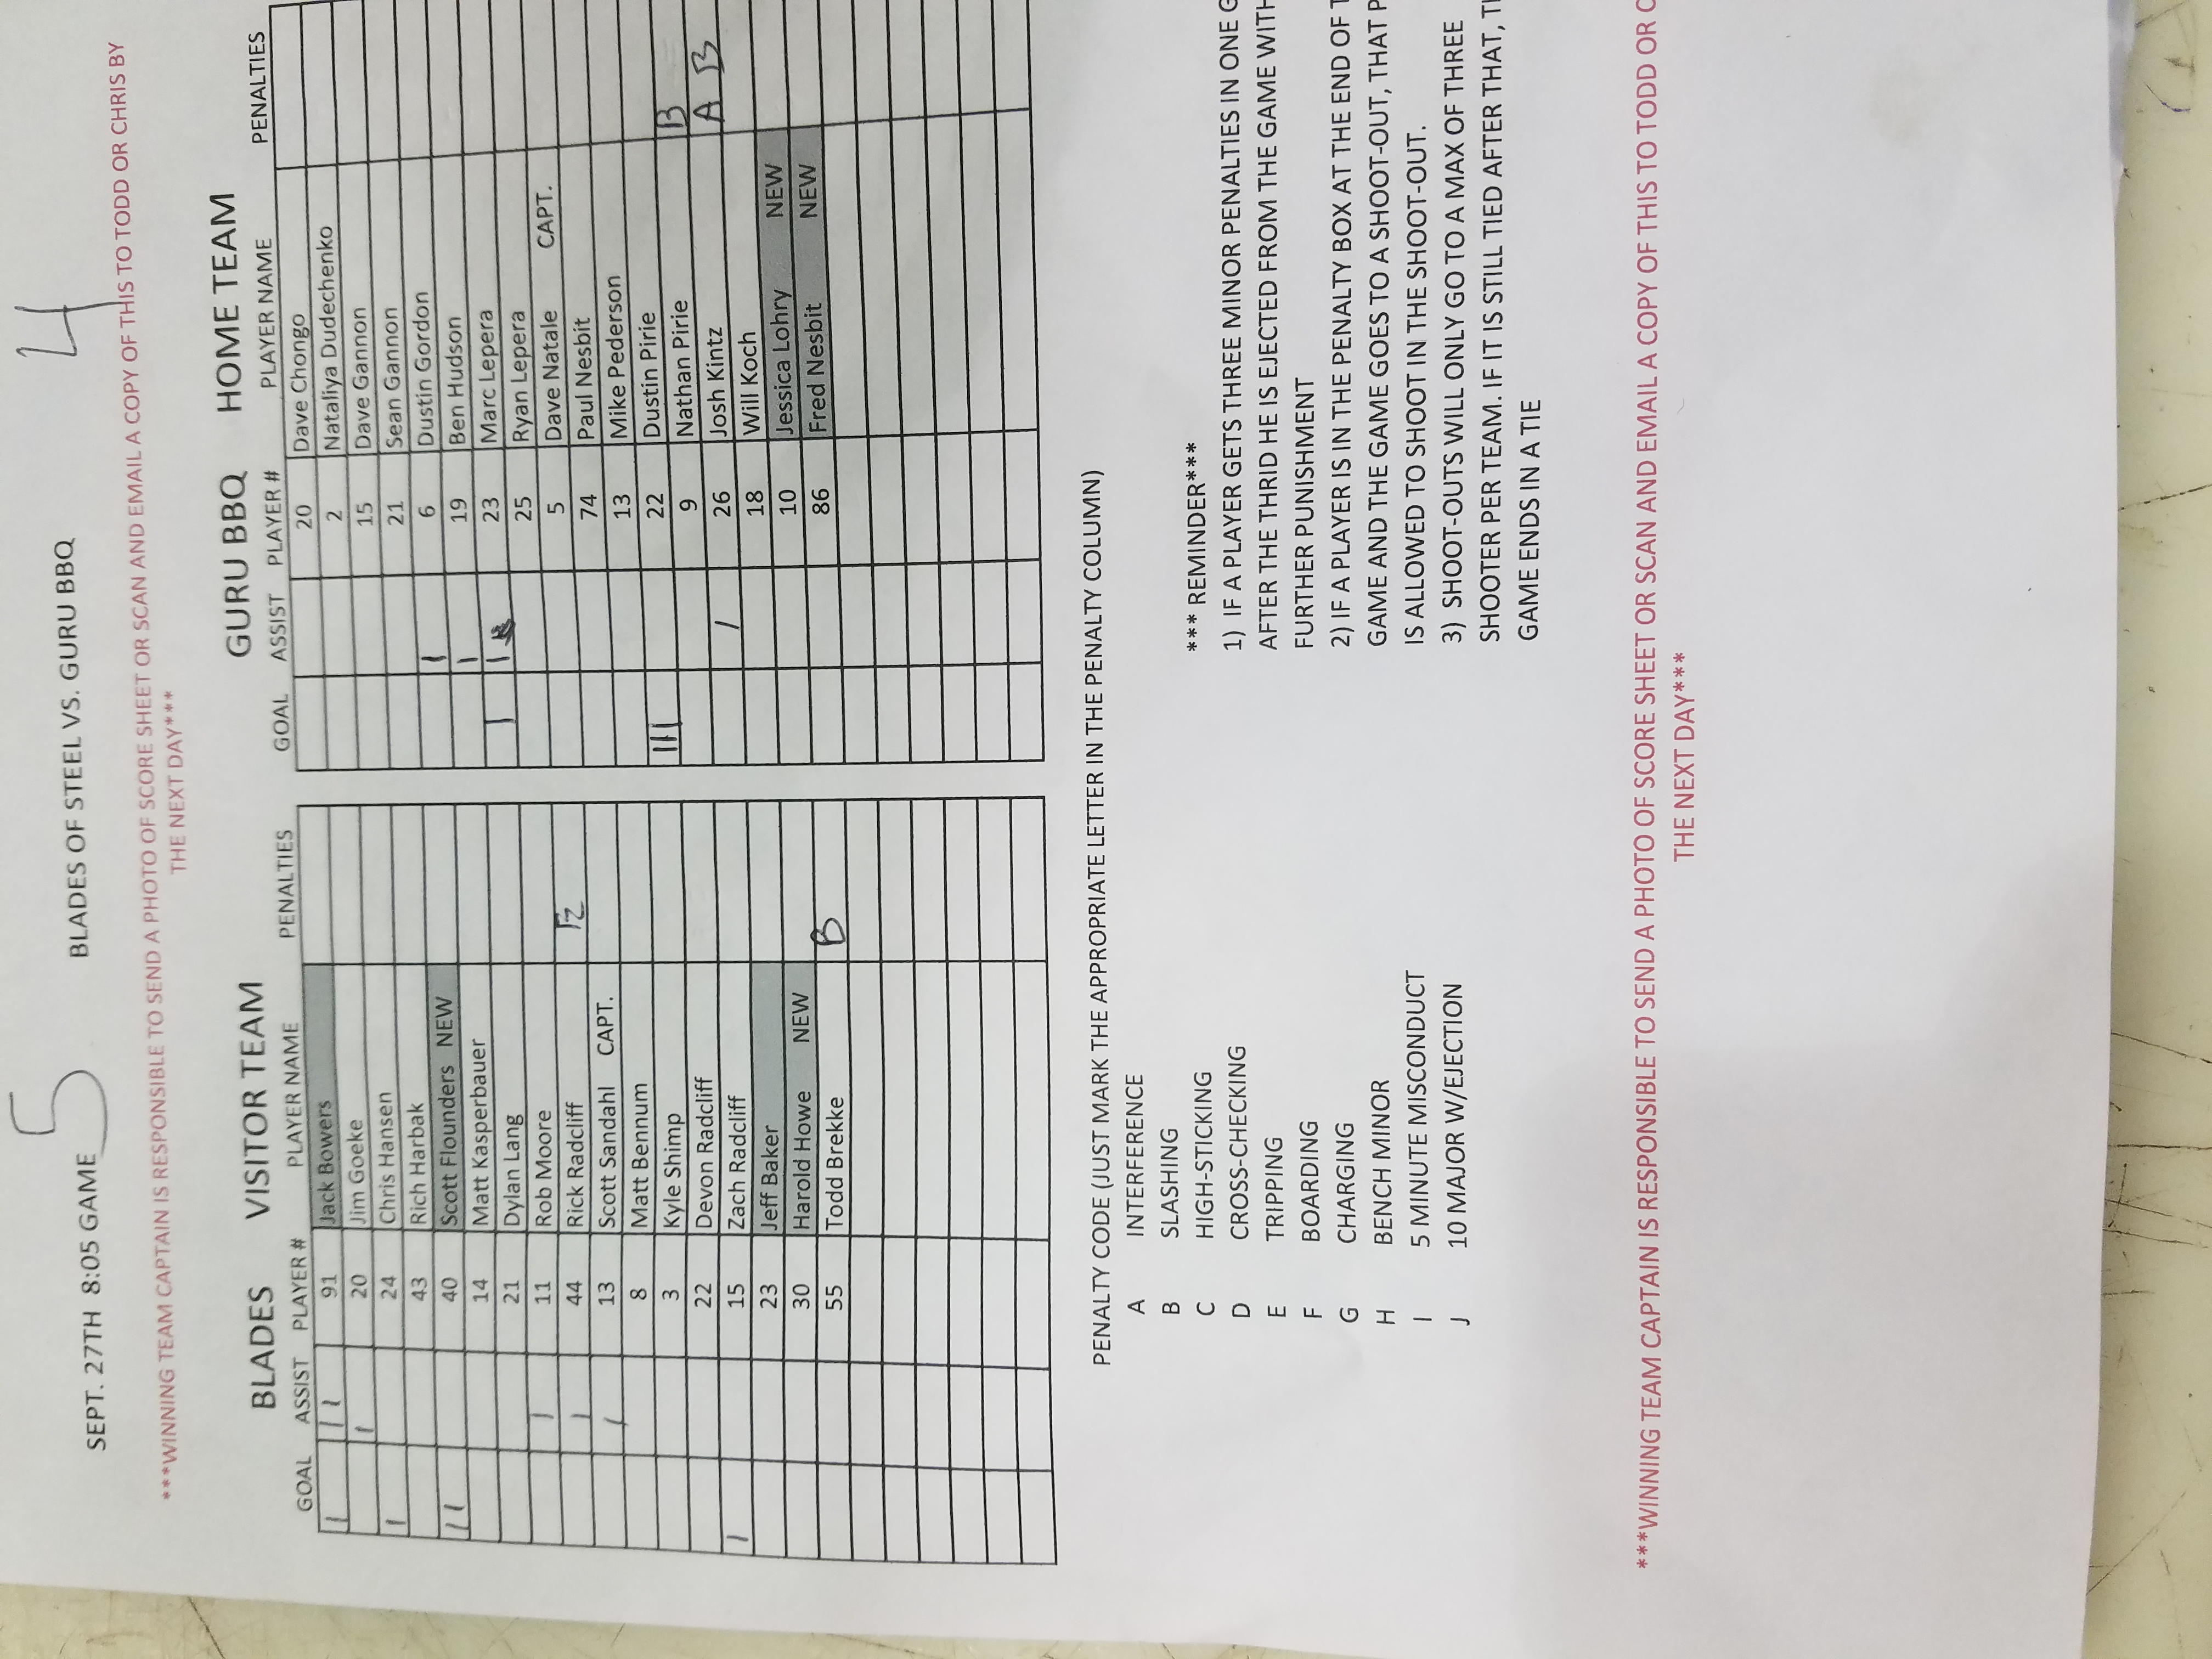 SEPT. 27TH 8:05 GAME 5 BLADES OF STEEL VS. GURU BBQ 4
***WINNING TEAM CAPTAIN IS RESPONSIBLE TO SEND A PHOTO OF SCORE SHEET OR SCAN AND EMAIL A COPY OF THIS TO TODD OR CHRIS BY
THE NEXT DAY***
BLADES VISITOR TEAM
GOAL ASSIST PLAYER # PLAYER NAME PENALTIES
I II 91 Jack Bowers
I 20 Jim Goeke
I 24 Chris Hansen
43 Rich Harbak
II 40 Scott Flounders NEW
14 Matt Kasperbauer
21 Dylan Lang
I 11 Rob Moore
I 44 Rick Radcliff
I 13 Scott Sandahl CAPT.
8 Matt Bennum
3 Kyle Shimp
22 Devon Radcliff
I 15 Zach Radcliff
23 Jeff Baker
30 Harold Howe NEW
55 Todd Brekke B
GURU BBQ HOME TEAM
GOAL ASSIST PLAYER # PLAYER NAME PENALTIES
20 Dave Chongo
2 Nataliya Dudechenko
15 Dave Gannon
21 Sean Gannon
I 6 Dustin Gordon
I 19 Ben Hudson
I I 23 Marc Lepera
25 Ryan Lepera
5 Dave Natale CAPT.
74 Paul Nesbit
13 Mike Pederson
III 22 Dustin Pirie
9 Nathan Pirie B
I 26 Josh Kintz A B
18 Will Koch
10 Jessica Lohry NEW
86 Fred Nesbit NEW
PENALTY CODE (JUST MARK THE APPROPRIATE LETTER IN THE PENALTY COLUMN)
A INTERFERENCE
B SLASHING
C HIGH-STICKING
D CROSS-CHECKING
E TRIPPING
F BOARDING
G CHARGING
H BENCH MINOR
I 5 MINUTE MISCONDUCT
J 10 MAJOR W/EJECTION
*** REMINDER***
1) IF A PLAYER GETS THREE MINOR PENALTIES IN ONE G
AFTER THE THRID HE IS EJECTED FROM THE GAME WITH
FURTHER PUNISHMENT
2) IF A PLAYER IS IN THE PENALTY BOX AT THE END OF T
GAME AND THE GAME GOES TO A SHOOT-OUT, THAT P
IS ALLOWED TO SHOOT IN THE SHOOT-OUT.
3) SHOOT-OUTS WILL ONLY GO TO A MAX OF THREE
SHOOTER PER TEAM. IF IT IS STILL TIED AFTER THAT, T
GAME ENDS IN A TIE
***WINNING TEAM CAPTAIN IS RESPONSIBLE TO SEND A PHOTO OF SCORE SHEET OR SCAN AND EMAIL A COPY OF THIS TO TODD OR C
THE NEXT DAY***